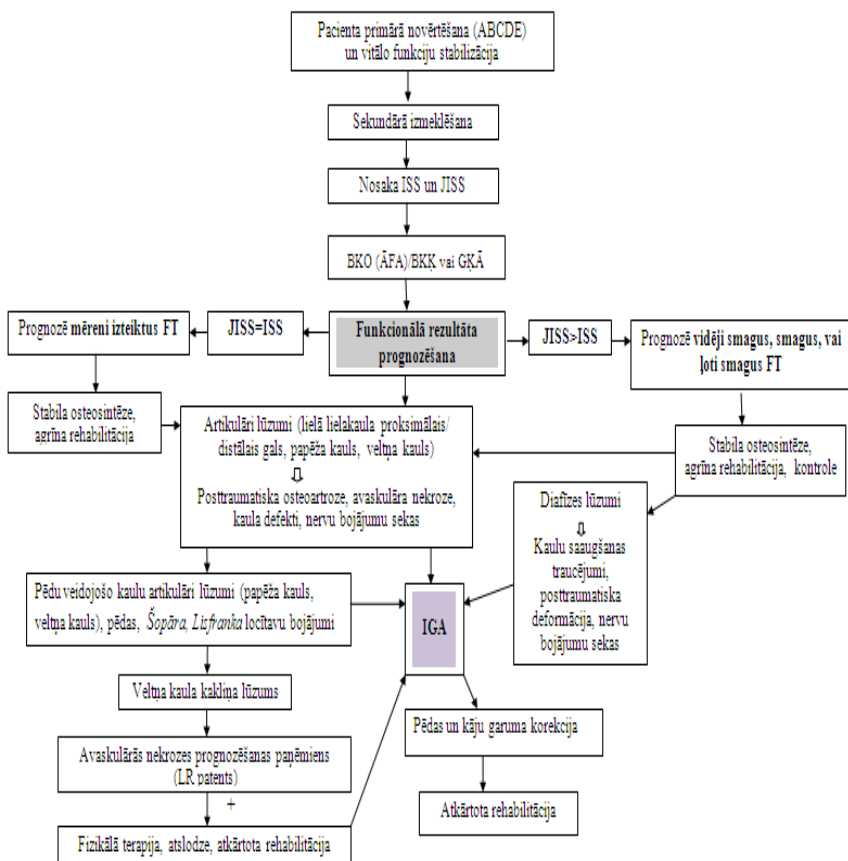 Pacienta primārā novērtēšana (ABCDE)
un vitālo funkciju stabilizācija
Sekundārā izmeklēšana
Nosaka ISS un JISS
BKO (ĀFA)/BKĶ vai GĶĀ
Prognozē mēreni izteiktus FT
JISS=ISS
Funkcionālā rezultāta
prognozēšana
JISS>ISS
Prognozē vidēji smagus, smagus, vai
ļoti smagus FT
Stabila osteosintēze,
agrīna rehabilitācija
Artikulāri lūzumi (lielā lielakaula proksimālais/
distālais gals, papēža kauls, veltņa kauls)
Posttraumatiska osteoartroze, avaskulāra nekroze,
kaula defekti, nervu bojājumu sekas
Stabila osteosintēze,
agrīna rehabilitācija, kontrole
Diafīzes lūzumi
Kaulu saaugšanas
traucējumi,
posttraumatiska
deformācija, nervu
bojājumu sekas
Pēdu veidojošo kaulu artikulāri lūzumi (papēža kauls,
veltņa kauls), pēdas, Šopāra, Lisfranka locītavu bojājumi
IGA
Veltņa kaula kakliņa lūzums
Pēdas un kāju garuma korekcija
Avaskulārās nekrozes prognozēšanas paņēmiens
(LR patents)
+
Atkārtota rehabilitācija
Fizikālā terapija, atslodze, atkārtota rehabilitācija